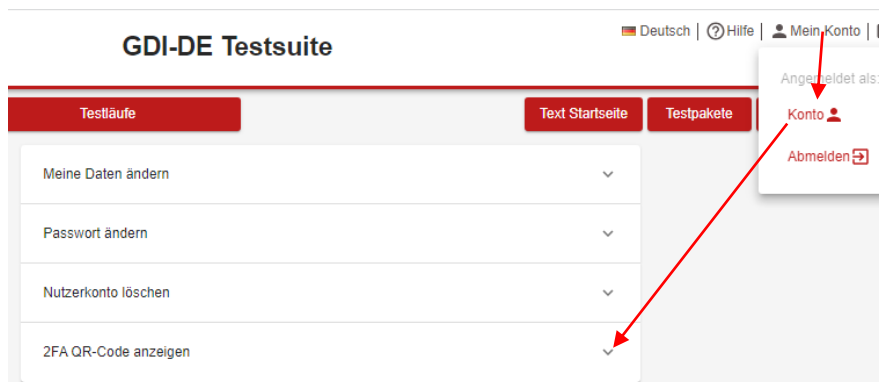 GDI-DE Testsuite
Deutsch | Hilfe | Mein Konto |
Angemeldet als:
Konto
Abmelden
Testläufe
Text Startseite
Testpakete
Meine Daten ändern
Passwort ändern
Nutzerkonto löschen
2FA QR-Code anzeigen